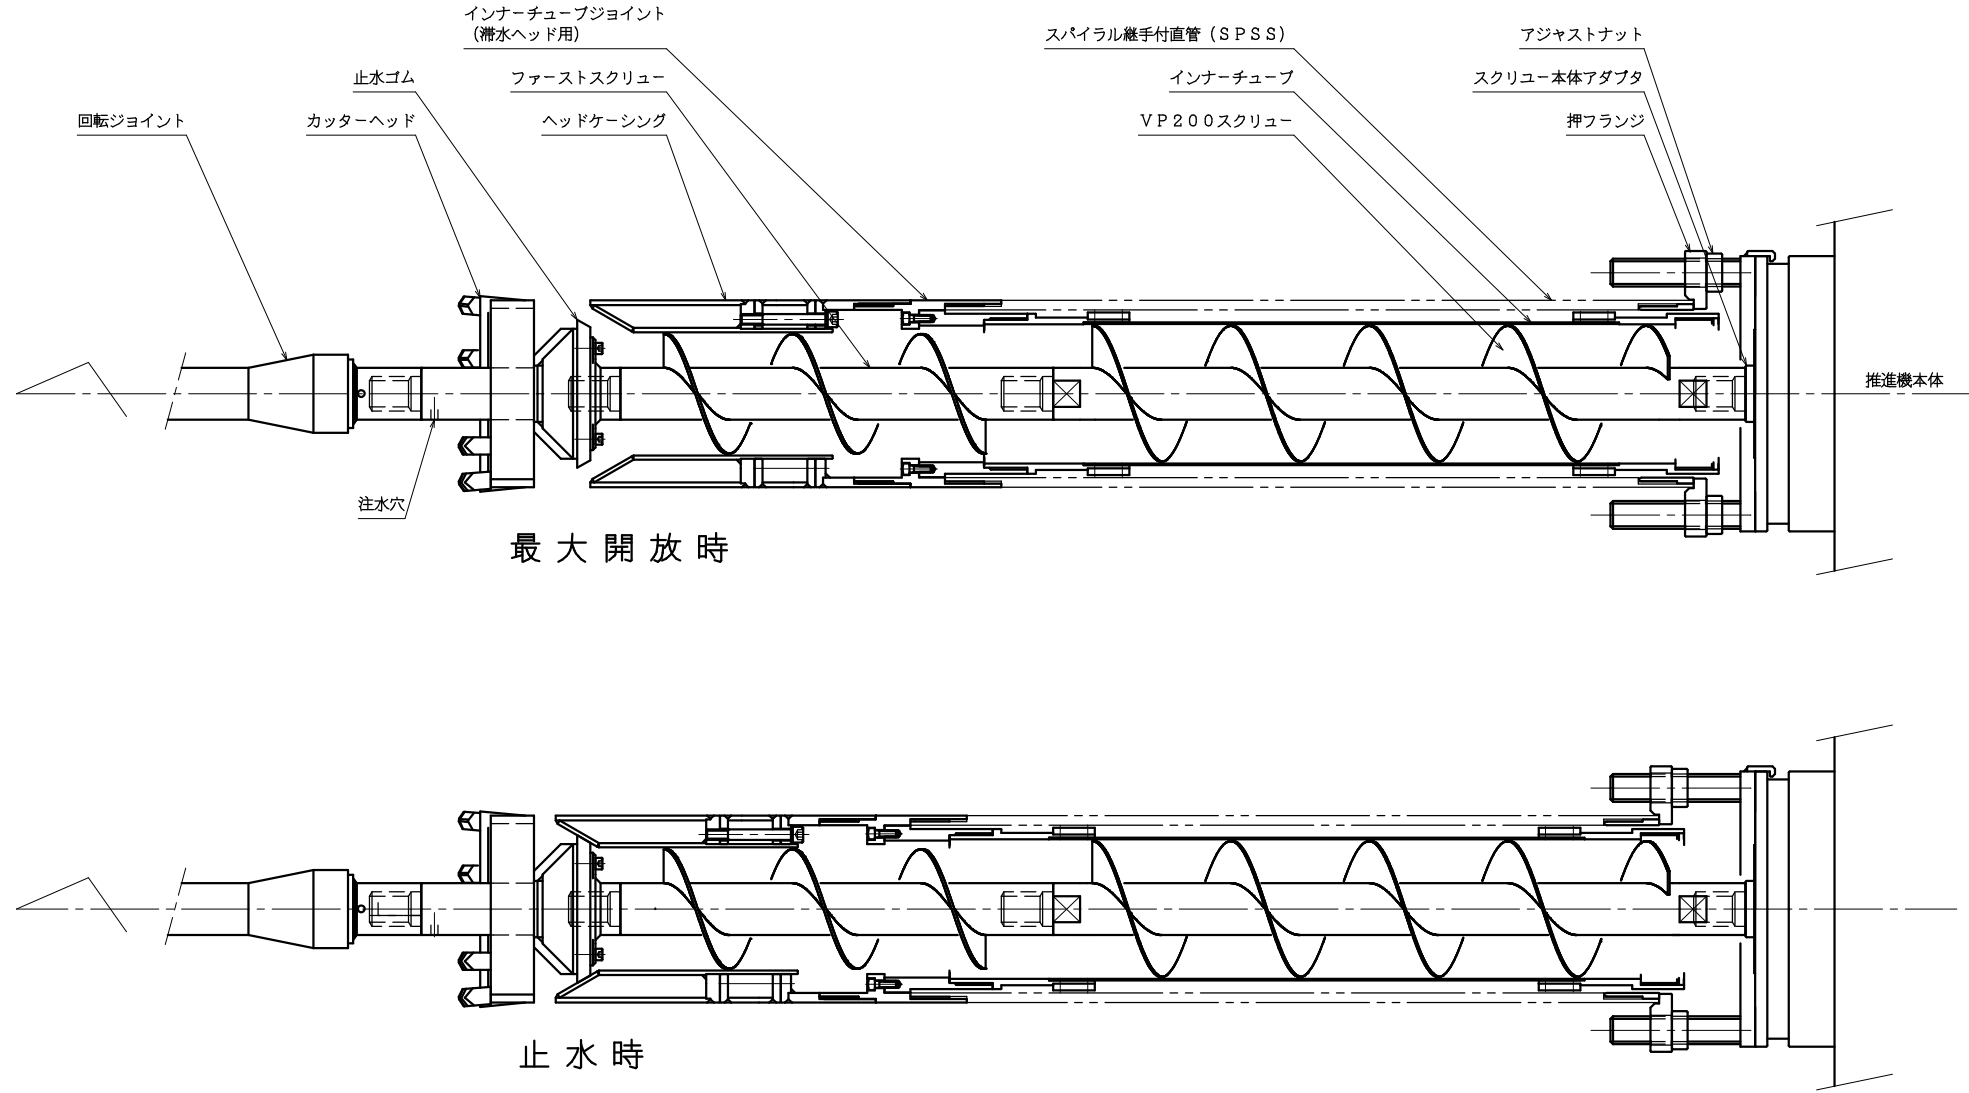 インナーチューブジョイント
（滞水ヘッド用）
スパイラル継手付直管（ＳＰＳＳ）
アジャストナット
止水ゴム
ファーストスクリュー
インナーチューブ
スクリユー本体アダプタ
回転ジョイント
カッターヘッド
ヘッドケーシング
ＶＰ２００スクリュー
押フランジ
推進機本体
注水穴
最大開放時
止水時